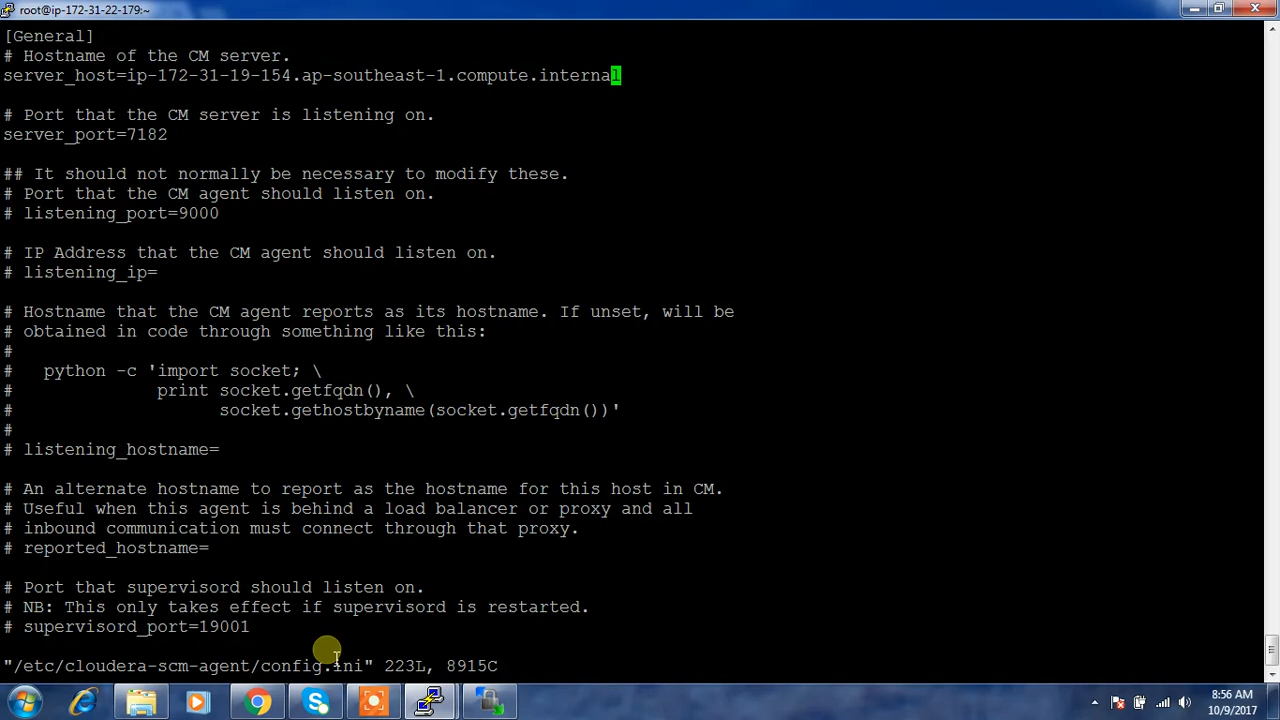 root@ip-172-31-22-179:~
[General]
# Hostname of the CM server.
server_host=ip-172-31-19-154.ap-southeast-1.compute.internal
# Port that the CM server is listening on.
server_port=7182
## It should not normally be necessary to modify these.
# Port that the CM agent should listen on.
# listening_port=9000
# IP Address that the CM agent should listen on.
# listening_ip=
# Hostname that the CM agent reports as its hostname. If unset, will be
# obtained in code through something like this:
#
#   python -c 'import socket; \
#              print socket.getfqdn(), \
#                    socket.gethostbyname(socket.getfqdn())'
#
# listening_hostname=
# An alternate hostname to report as the hostname for this host in CM.
# Useful when this agent is behind a load balancer or proxy and all
# inbound communication must connect through that proxy.
# reported_hostname=
# Port that supervisord should listen on.
# NB: This only takes effect if supervisord is restarted.
# supervisord_port=19001
"/etc/cloudera-scm-agent/config.ini" 223L, 8915C
8:56 AM
10/9/2017